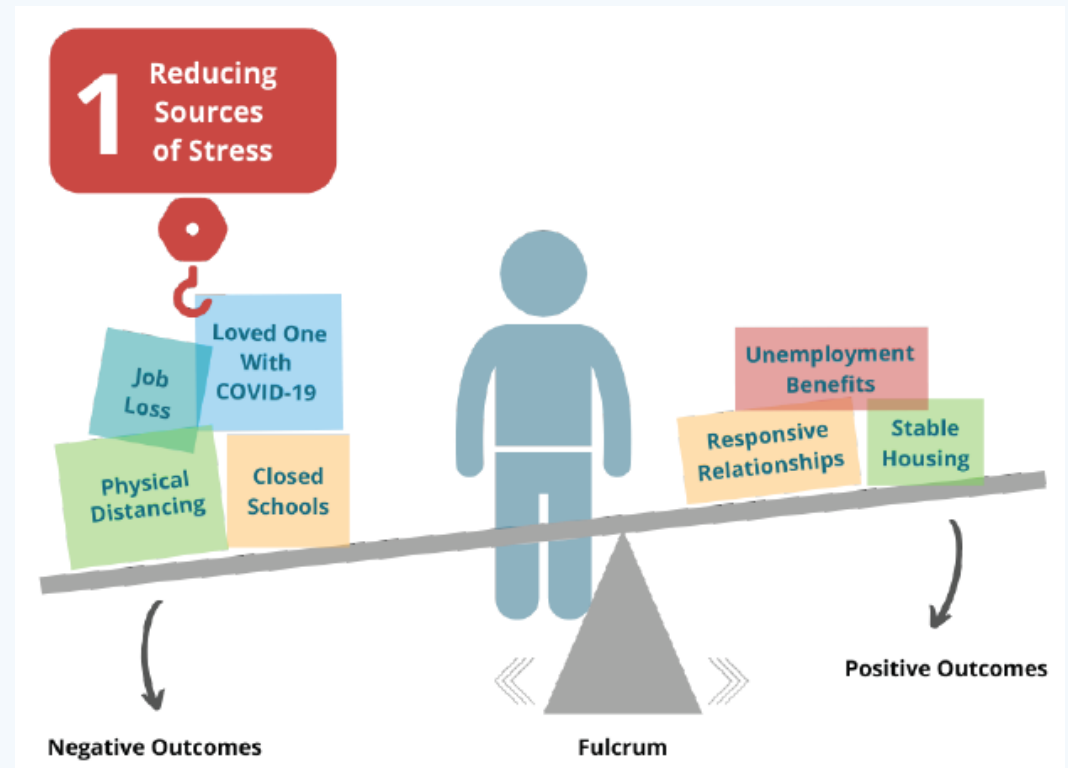 1
Reducing
Sources
of Stress
Loved One
With
COVID-19
Job
Loss
Physical
Distancing
Closed
Schools
Unemployment
Benefits
Responsive
Relationships
Stable
Housing
Negative Outcomes
Fulcrum
Positive Outcomes